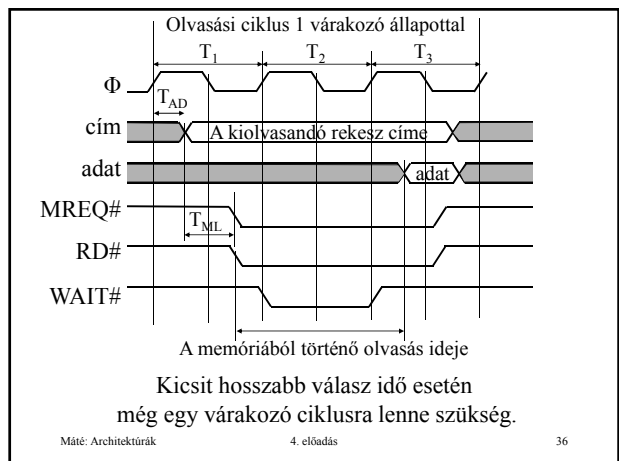 Olvasási ciklus 1 várakozó állapottal
T1 T2 T3
Φ
TAD
cím A kiolvasandó rekesz címe
adat adat
MREQ#
TML
RD#
WAIT#
A memóriából történő olvasás ideje
Kicsit hosszabb válasz idő esetén
még egy várakozó ciklusra lenne szükség.
Máté: Architektúrák 4. előadás 36